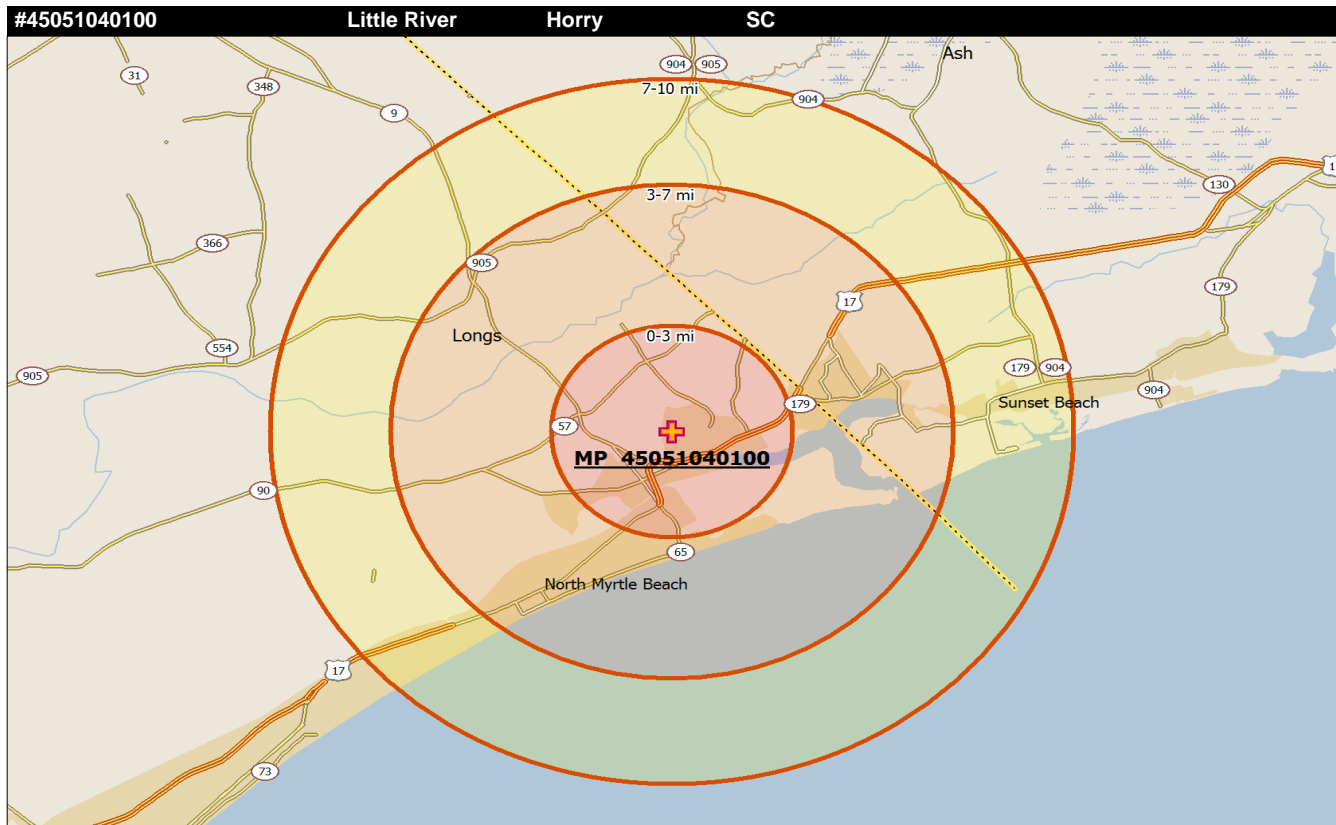 #45051040100 Little River Horry SC
904 905 Ash
31
348
7-10 mi
904
9
130
3-7 mi
366
905
179
17
0-3 mi
Longs
554
179 904
905
904
179
Sunset Beach
57
MP 45051040100
90
65
North Myrtle Beach
17
73